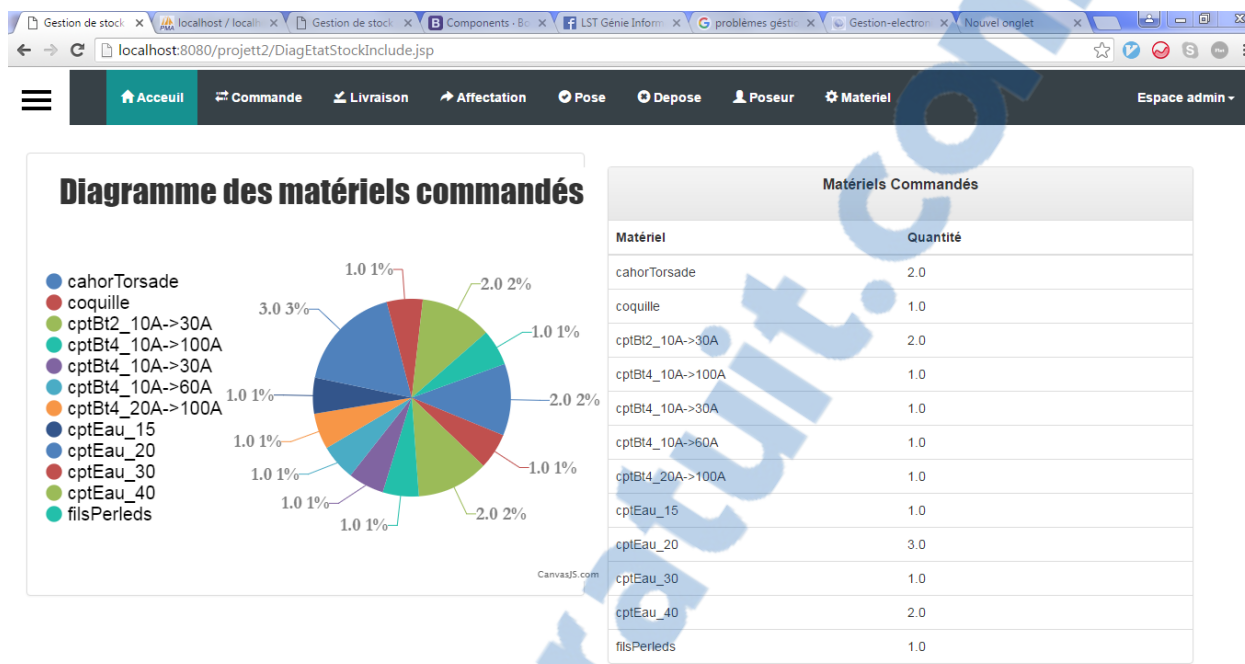 Gestion de stock
localhost / localh
Gestion de stock
Components · Bo
LST Génie Inform
problèmes géstio
Gestion-electron
Nouvel onglet
localhost:8080/projett2/DiagEtatStockInclude.jsp
Acceuil
Commande
Livraison
Affectation
Pose
Depose
Poseur
Materiel
Espace admin
Diagramme des matériels commandés
cahorTorsade
coquille
cptBt2_10A->30A
cptBt4_10A->100A
cptBt4_10A->30A
cptBt4_10A->60A
cptBt4_20A->100A
cptEau_15
cptEau_20
cptEau_30
cptEau_40
filsPerleds
1.0 1%
2.0 2%
3.0 3%
1.0 1%
1.0 1%
2.0 2%
1.0 1%
1.0 1%
1.0 1%
1.0 1%
2.0 2%
1.0 1%
CanvasJS.com
Matériels Commandés
Matériel Quantité
cahorTorsade 2.0
coquille 1.0
cptBt2_10A->30A 2.0
cptBt4_10A->100A 1.0
cptBt4_10A->30A 1.0
cptBt4_10A->60A 1.0
cptBt4_20A->100A 1.0
cptEau_15 1.0
cptEau_20 3.0
cptEau_30 1.0
cptEau_40 2.0
filsPerleds 1.0